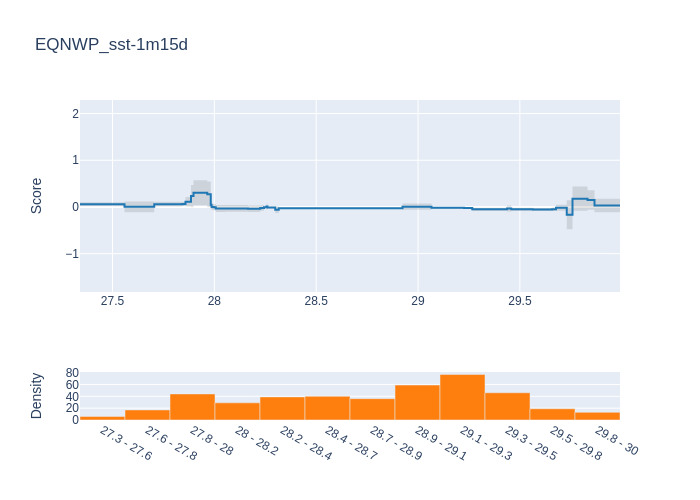 EQNWP_sst-1m15d
Score
2
1
0
−1
27.5
28
28.5
29
29.5
Density
80
60
40
20
0
27.3 - 27.6
27.6 - 27.8
27.8 - 28
28 - 28.2
28.2 - 28.4
28.4 - 28.7
28.7 - 28.9
28.9 - 29.1
29.1 - 29.3
29.3 - 29.5
29.5 - 29.8
29.8 - 30